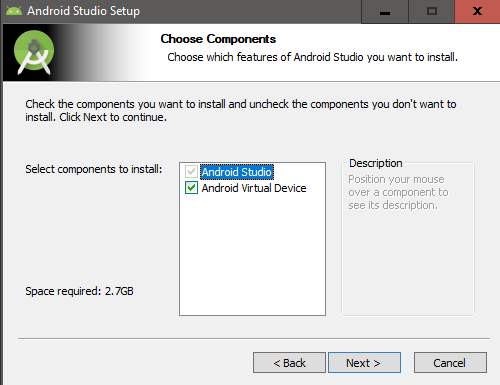 Android Studio Setup
Choose Components
Choose which features of Android Studio you want to install.
Check the components you want to install and uncheck the components you don't want to
install. Click Next to continue.
Select components to install:
Android Studio
Android Virtual Device
Description
Position your mouse
over a component to
see its description.
Space required: 2.7GB
< Back
Next >
Cancel